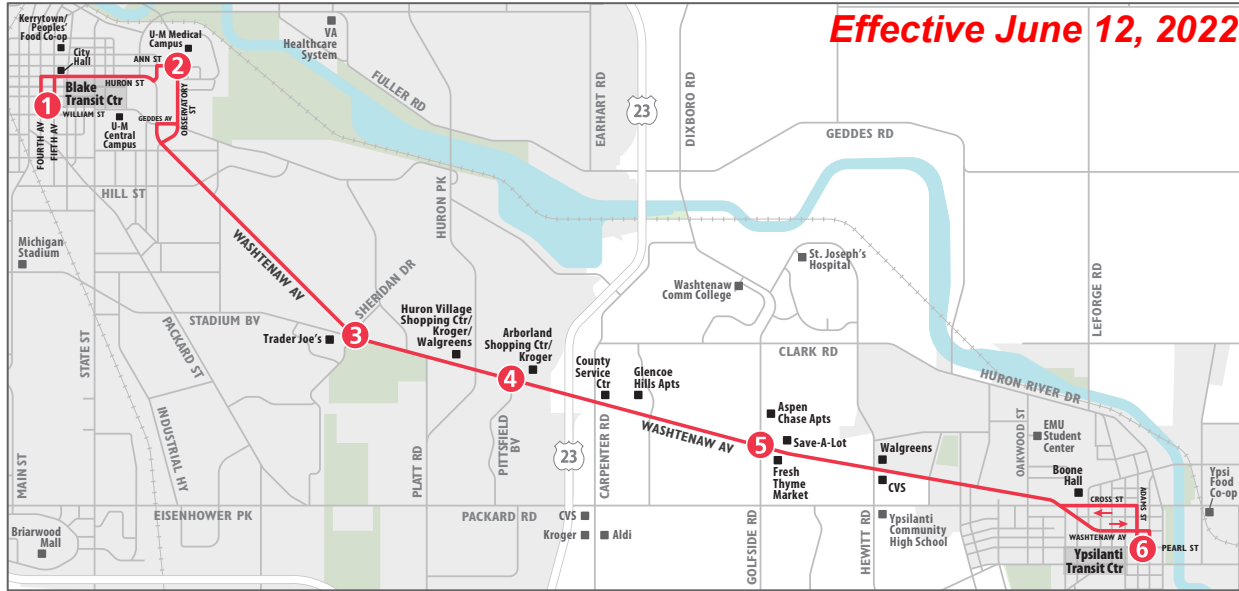 Effective June 12, 2022
Kerrytown/
Peoples'
Food Co-op
U-M Medical
Campus
VA
Healthcare
System
City
Hall
ANN ST
2
HURON ST
Blake
Transit Ctr
1
WILLIAM ST
FOURTH AV
FIFTH AV
U-M
Central
Campus
GEDDES AV
OBSERVATORY
ST
FULLER RD
EARHART RD
23
DIXBORO RD
GEDDES RD
HILL ST
HURON PK
Michigan
Stadium
WASHTENAW AV
SHERIDAN DR
STADIUM BV
Trader Joe's
3
Huron Village
Shopping Ctr/
Kroger/
Walgreens
Arborland
Shopping Ctr/
Kroger
4
STATE ST
PACKARD ST
INDUSTRIAL HY
MAIN ST
EISENHOWER PK
Briarwood
Mall
PLATT RD
PITTSFIELD
BV
PACKARD RD
23
County
Service
Ctr
Glencoe
Hills Apts
CARPENTER RD
WASHTENAW AV
CVS
Kroger
Aldi
Washtenaw
Comm College
St. Joseph's
Hospital
CLARK RD
LEFORGE RD
HURON RIVER DR
Aspen
Chase Apts
5
Save-A-Lot
Fresh
Thyme
Market
GOLFSIDE RD
Walgreens
CVS
HEWITT RD
Ypsilanti
Community
High School
OAKWOOD ST
EMU
Student
Center
Boone
Hall
CROSS ST
ADAMS ST
WASHTENAW AV
6
PEARL ST
Ypsilanti
Transit Ctr
Ypsi
Food
Co-op